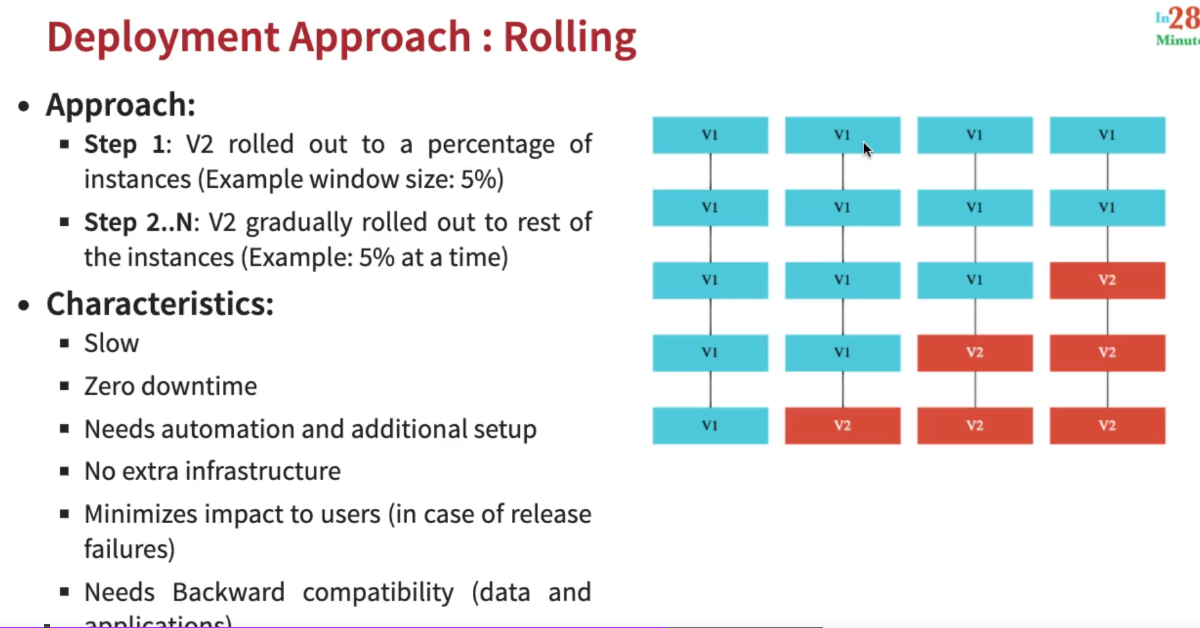 Deployment Approach : Rolling
In28
Minute
• Approach:
▪ Step 1: V2 rolled out to a percentage of
instances (Example window size: 5%)
▪ Step 2..N: V2 gradually rolled out to rest of
the instances (Example: 5% at a time)
• Characteristics:
▪ Slow
▪ Zero downtime
▪ Needs automation and additional setup
▪ No extra infrastructure
▪ Minimizes impact to users (in case of release
failures)
▪ Needs Backward compatibility (data and
applications)
V1 V1 V1 V1
V1 V1 V1 V1
V1 V1 V1 V2
V1 V1 V2 V2
V1 V2 V2 V2